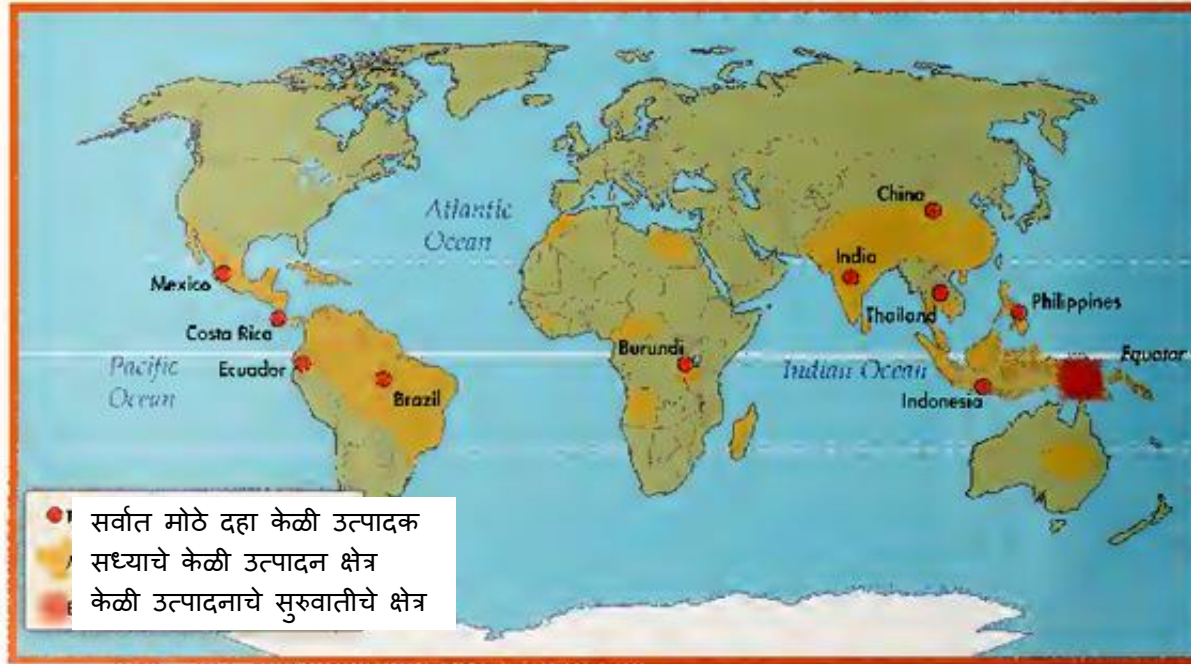 Atlantic
Ocean
China
India
Mexico
Thailand
Philippines
Costa Rica
Burundi
Equator
Pacific
Ocean
Ecuador
Indian Ocean
Brazil
Indonesia
सर्वात मोठे दहा केळी उत्पादक
सध्याचे केळी उत्पादन क्षेत्र
केळी उत्पादनाचे सुरुवातीचे क्षेत्र